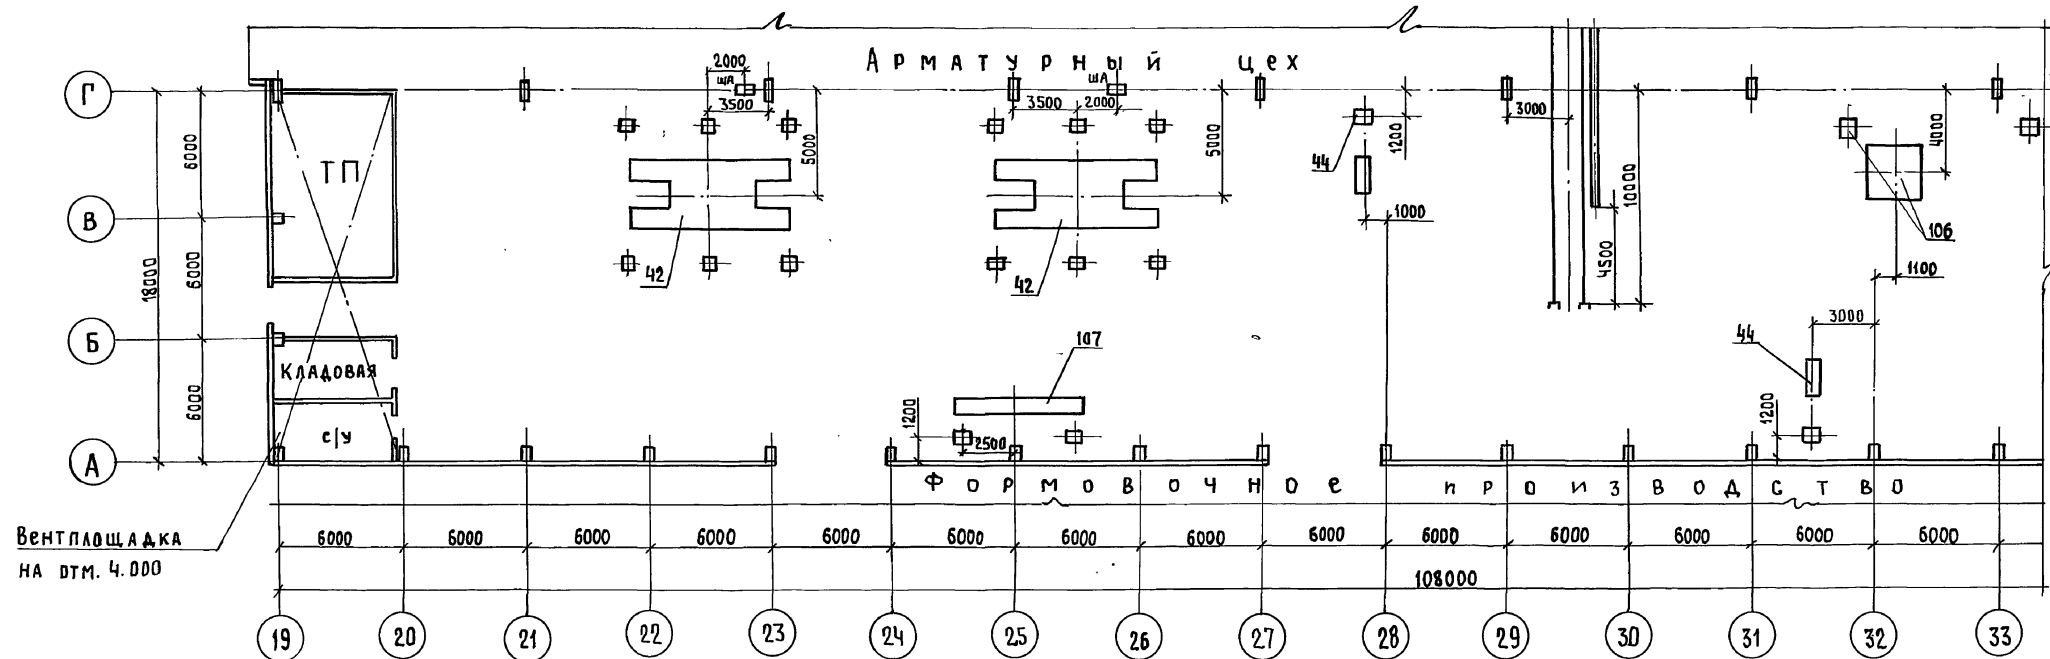 Арматурный цех
Г
2000
ША
3500
5000
ША
3500
2000
5000
44
1200
3000
10000
4500
4000
106
1100
6000
ТП
В
18000
6000
42
42
1000
Б
6000
Кладовая
107
3000
44
1200
2500
1200
с/у
А
Формовочное производство
Вентплощадка
на отм. 4.000
6000 6000 6000 6000 6000 6000 6000 6000 6000 6000 6000 6000 6000 6000
108000
19 20 21 22 23 24 25 26 27 28 29 30 31 32 33